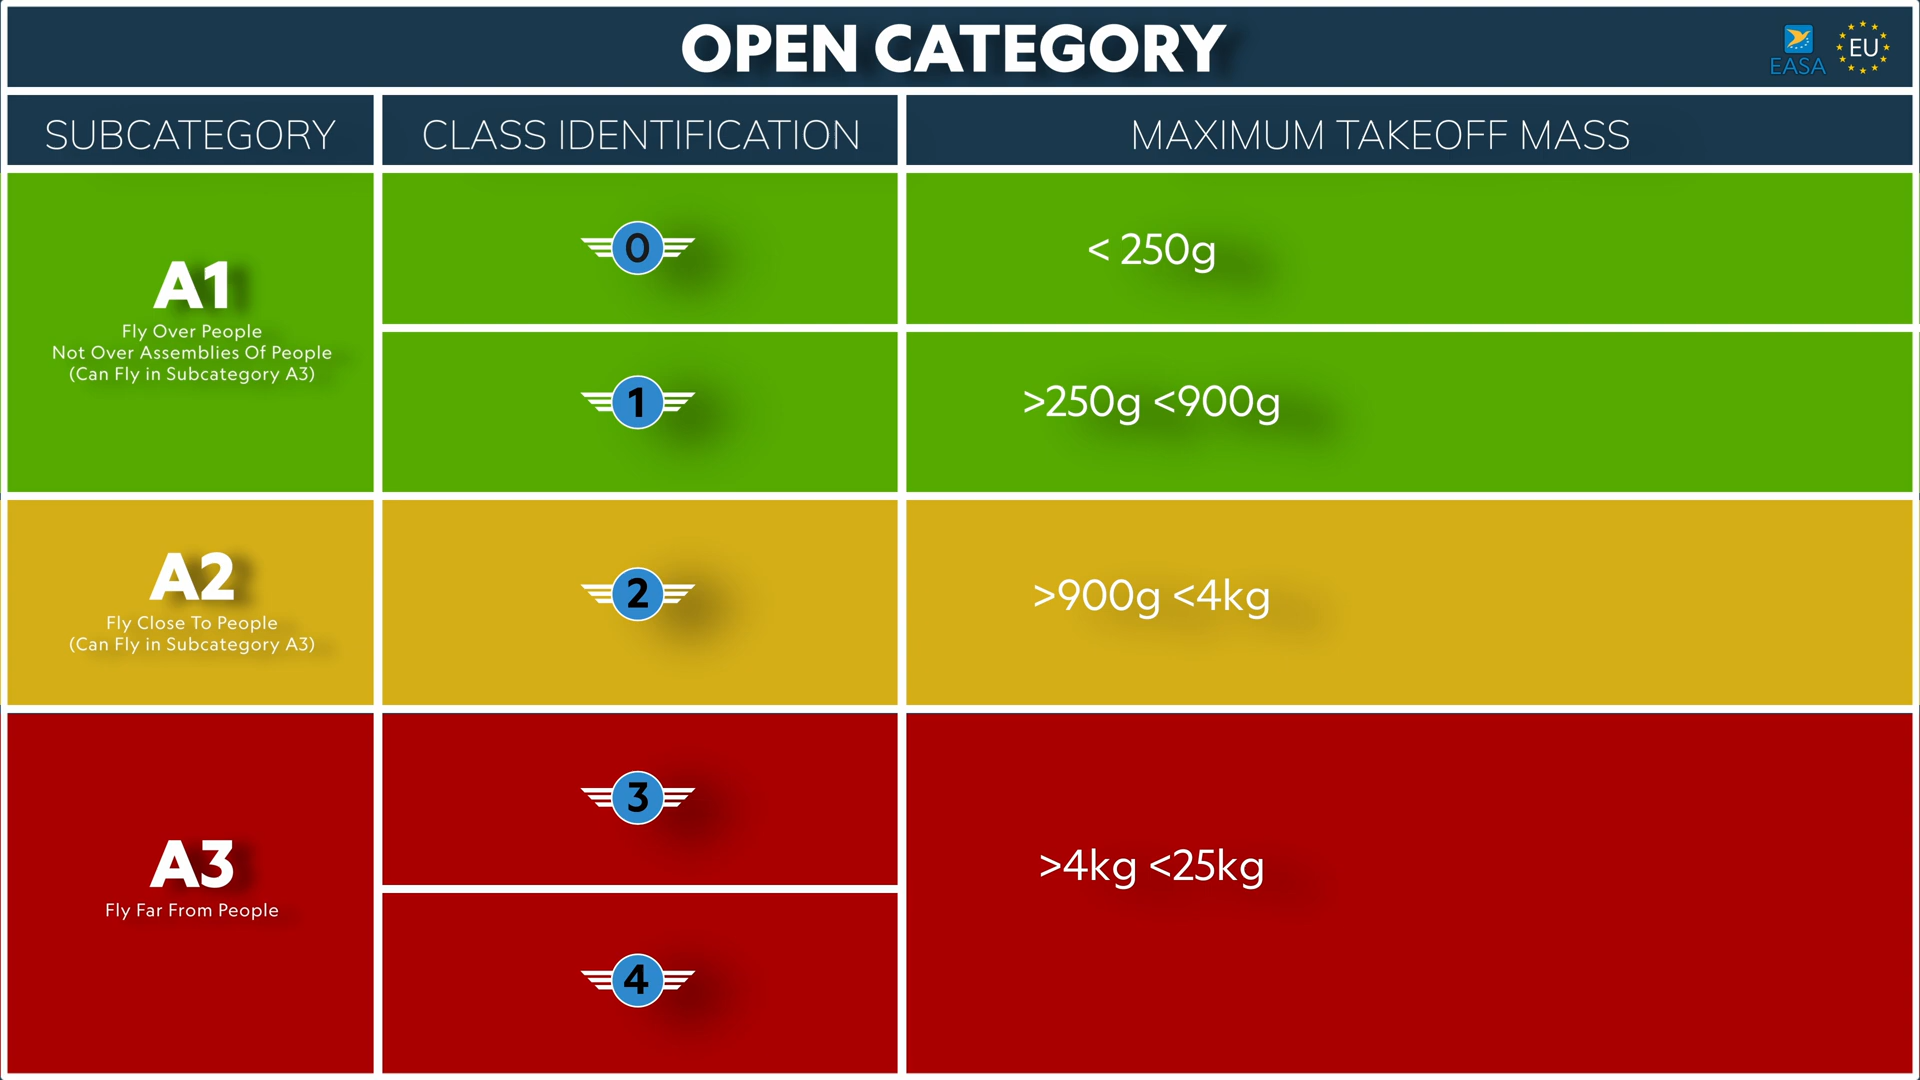 OPEN CATEGORY
EASA
EU
SUBCATEGORY
CLASS IDENTIFICATION
MAXIMUM TAKEOFF MASS
A1
Fly Over People
Not Over Assemblies Of People
(Can Fly in Subcategory A3)
0
< 250g
1
>250g <900g
A2
Fly Close To People
(Can Fly in Subcategory A3)
2
>900g <4kg
A3
Fly Far From People
3
4
>4kg <25kg